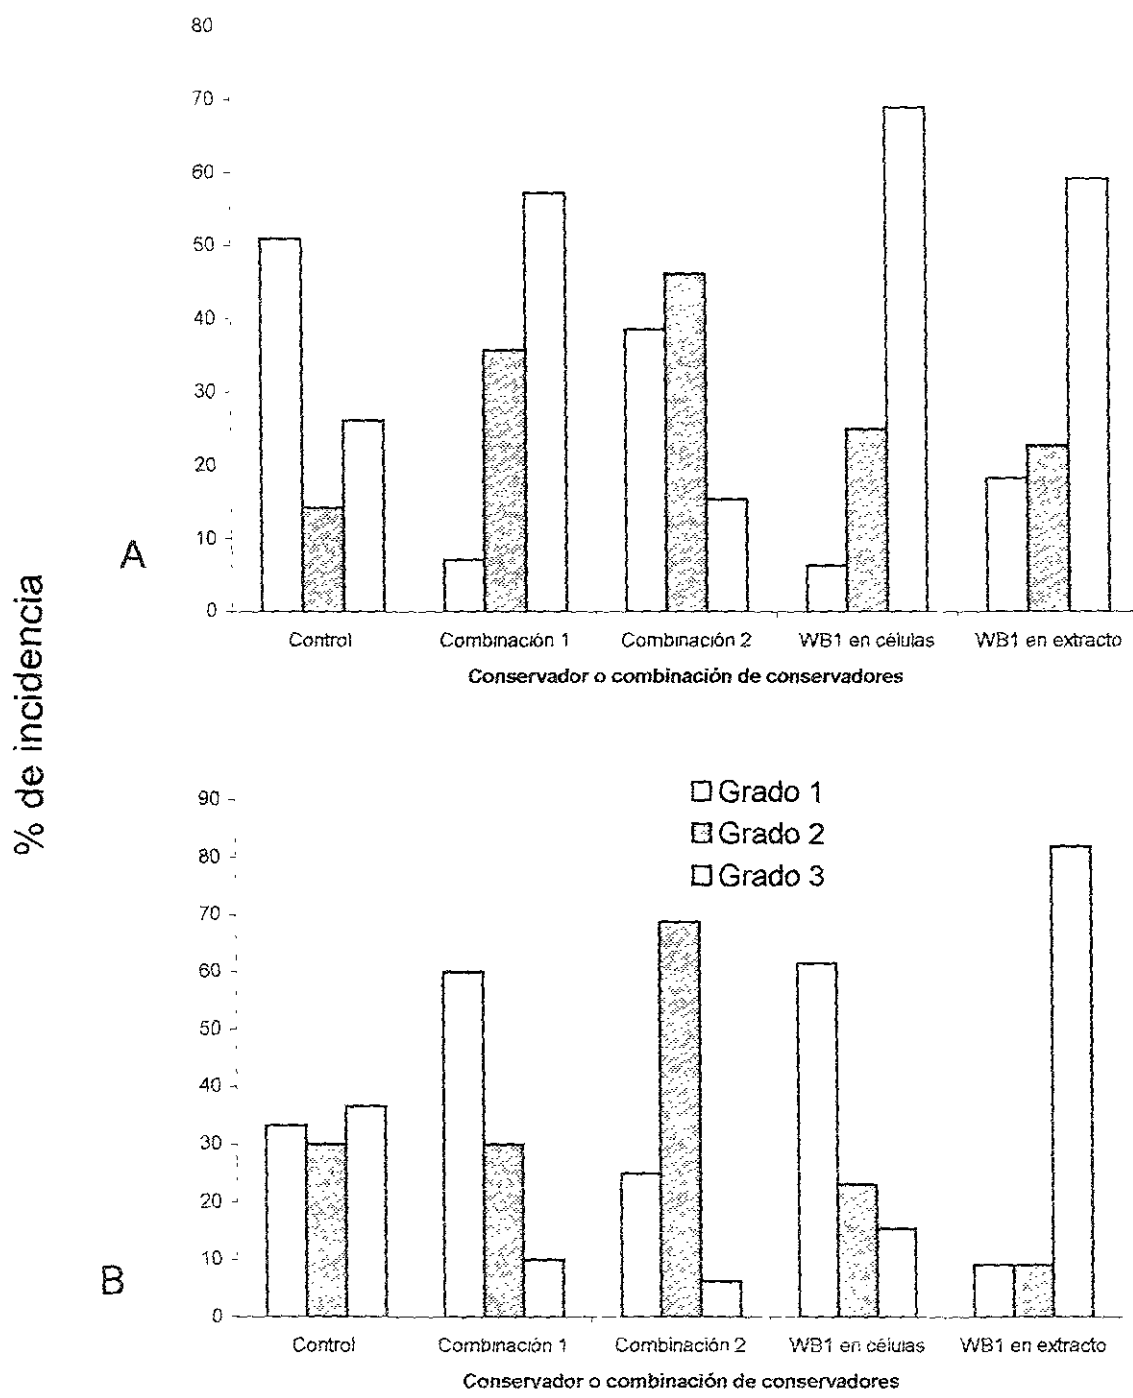 80
70
60
50
40
30
20
10
0
A
Control Combinación 1 Combinación 2 WB1 en células WB1 en extracto
Conservador o combinación de conservadores
% de incidencia
90
80
70
60
50
40
30
20
10
0
Grado 1
Grado 2
Grado 3
B
Control Combinación 1 Combinación 2 WB1 en células WB1 en extracto
Conservador o combinación de conservadores